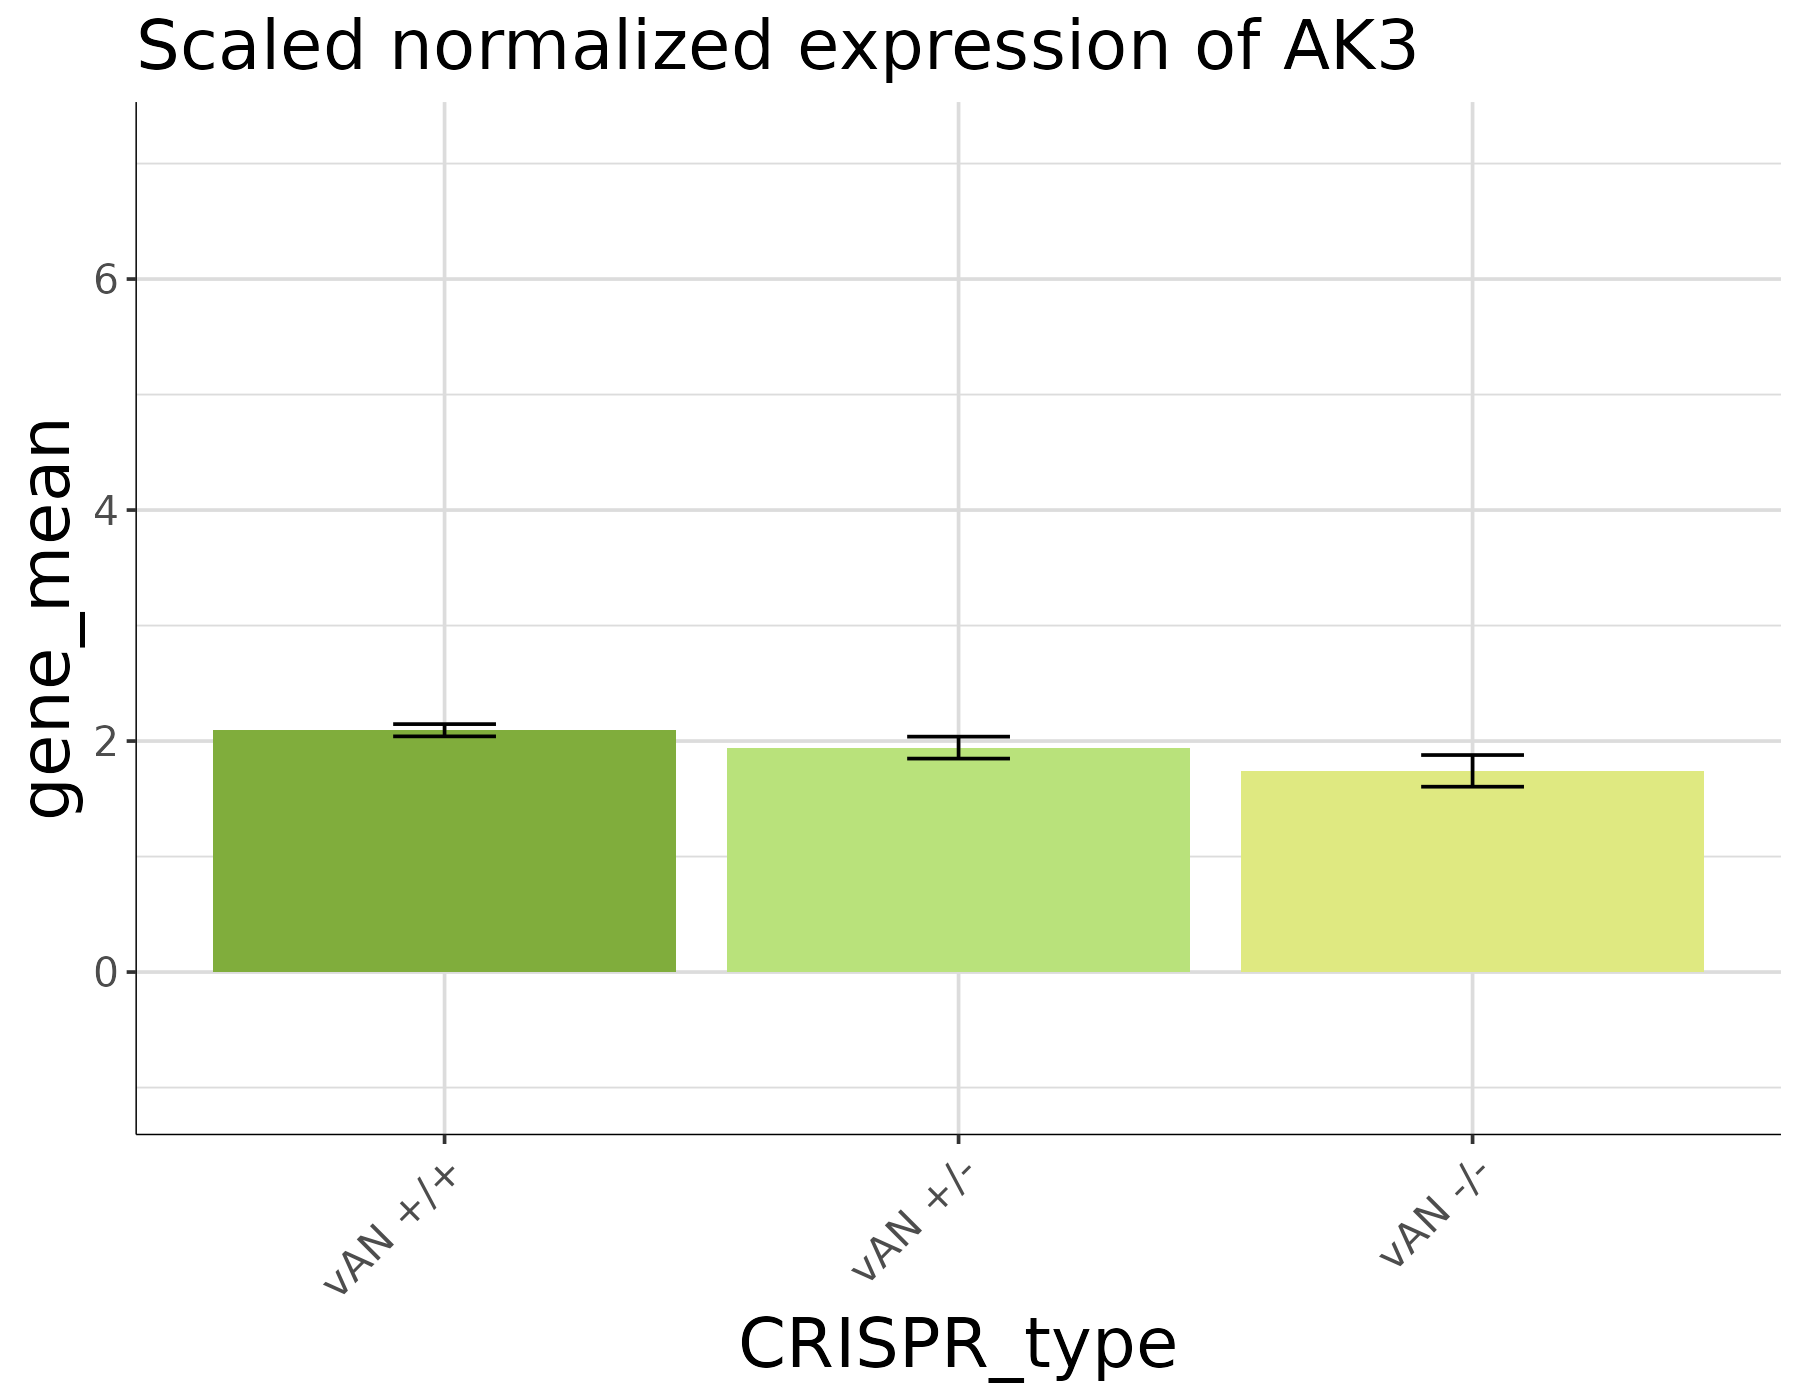 Scaled normalized expression of AK3
gene_mean
6
4
2
0
vAN +/+
vAN +/-
vAN -/-
CRISPR_type